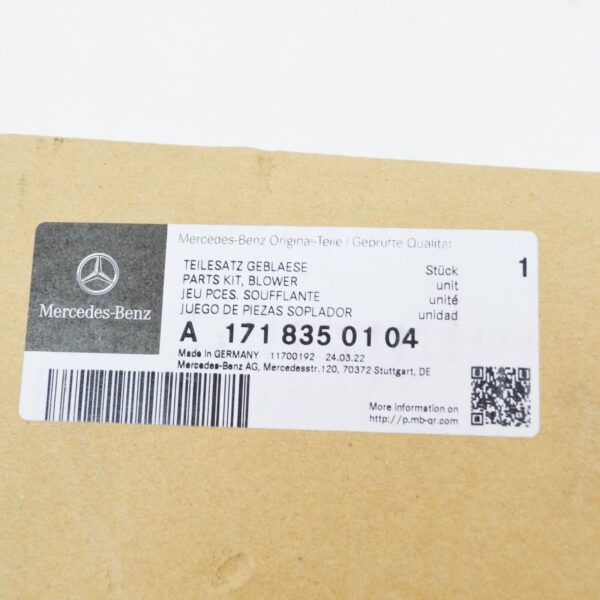 Mercedes-Benz Original-Teile / Geprüfte Qualität
TEILESATZ GEBLAESE Stück 1
PARTS KIT, BLOWER unit
JEU PCES. SOUFFLANTE unité
JUEGO DE PIEZAS SOPLADOR unidad
Mercedes-Benz
A 171 835 01 04
Made in GERMANY 11700192 24.03.22
Mercedes-Benz AG, Mercedesstr.120, 70372 Stuttgart, DE
More information on
http://p.mb-qr.com